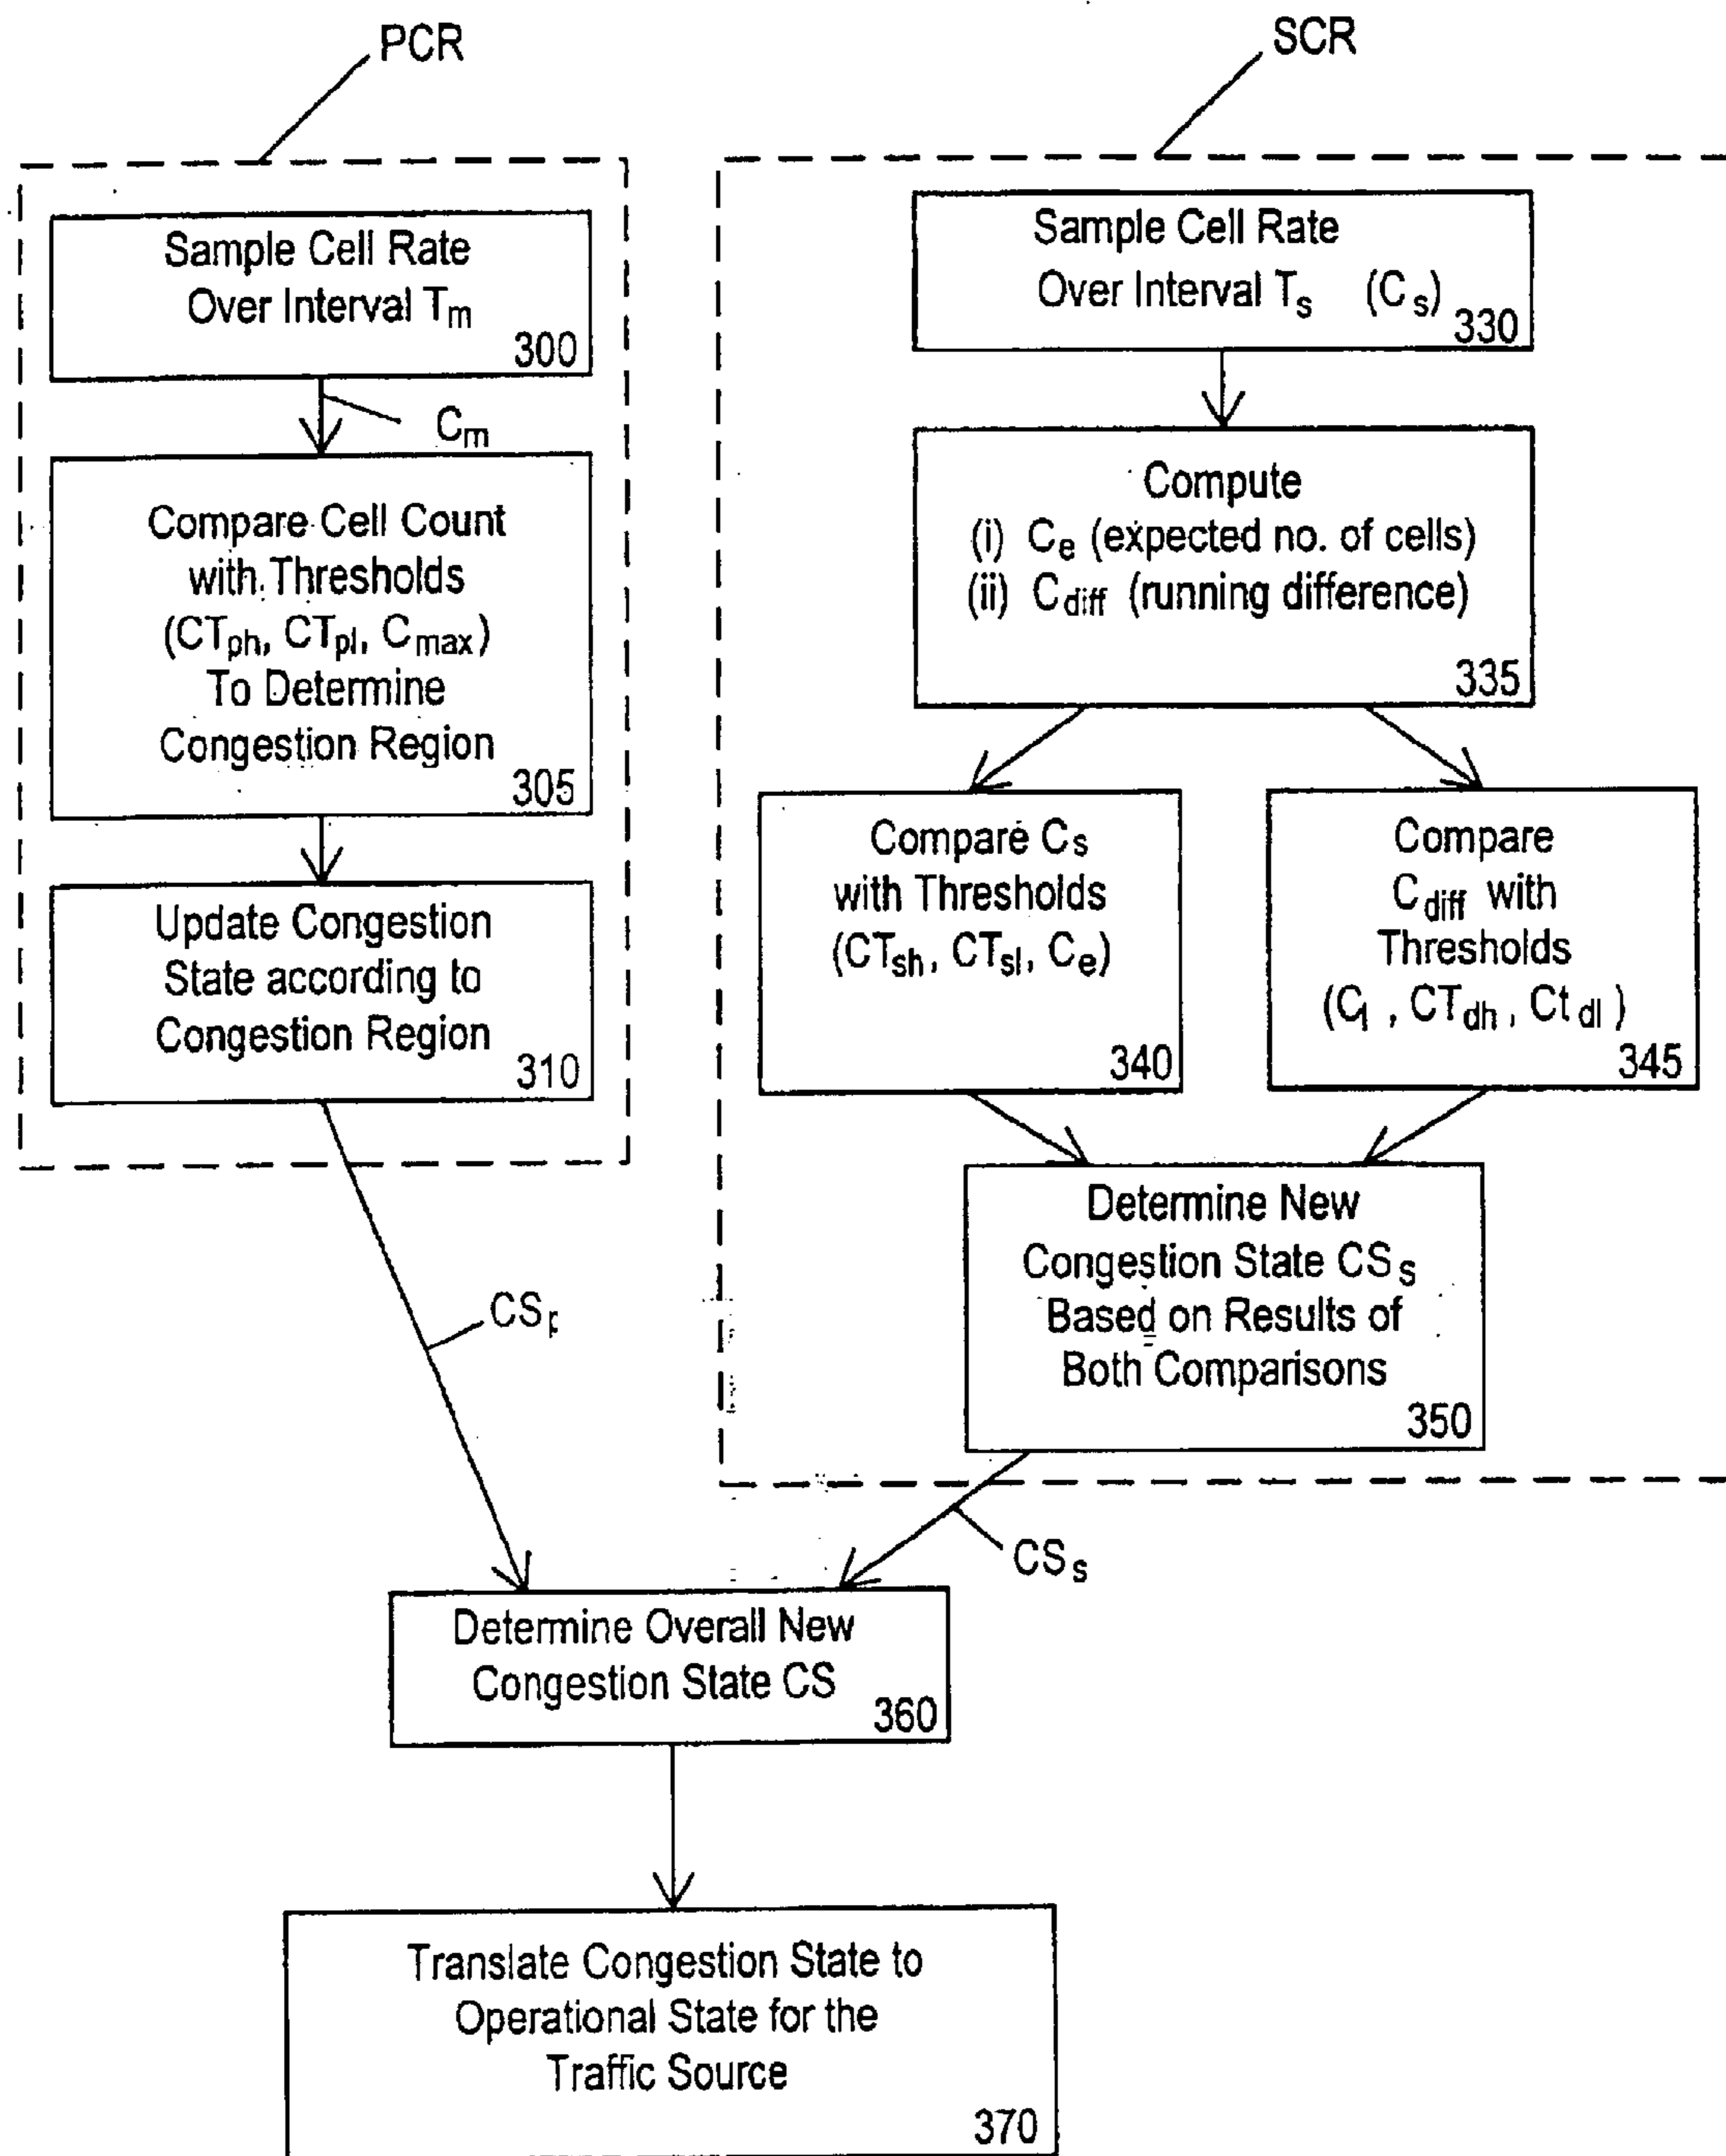 PCR
Sample Cell Rate
Over Interval Tm
300
Cm
Compare Cell Count
with Thresholds
(CTph, CTpl, Cmax)
To Determine
Congestion Region
305
Update Congestion
State according to
Congestion Region
310
CSp
SCR
Sample Cell Rate
Over Interval Ts (Cs)
330
Compute
(i) Ce (expected no. of cells)
(ii) Cdiff (running difference)
335
Compare Cs
with Thresholds
(CTsh, CTsl, Ce)
340
Compare
Cdiff with
Thresholds
(Cl, CTdh, Ctdl)
345
Determine New
Congestion State CSs
Based on Results of
Both Comparisons
350
CSs
Determine Overall New
Congestion State CS
360
Translate Congestion State to
Operational State for the
Traffic Source
370